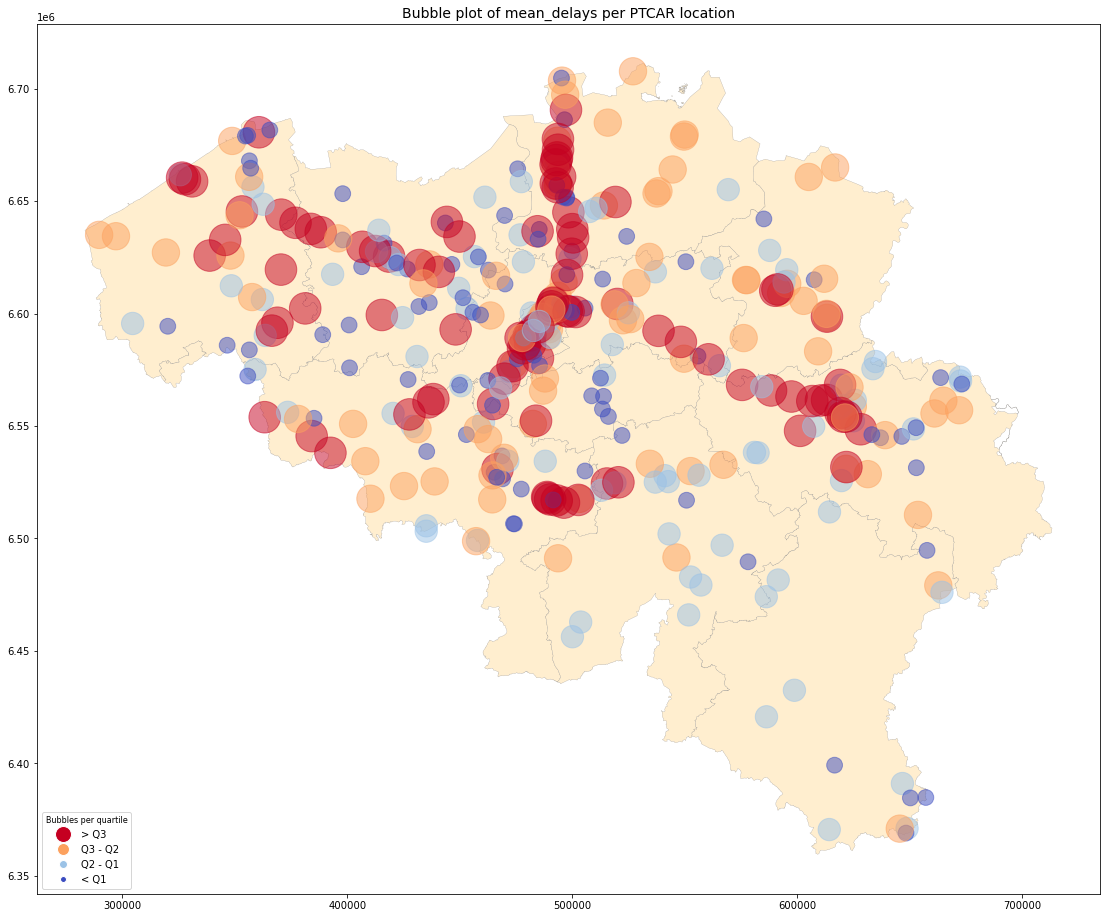 Bubble plot of mean_delays per PTCAR location
1e6
6.70
6.65
6.60
6.55
6.50
6.45
6.40
6.35
Bubbles per quartile
> Q3
Q3 - Q2
Q2 - Q1
< Q1
300000 400000 500000 600000 700000